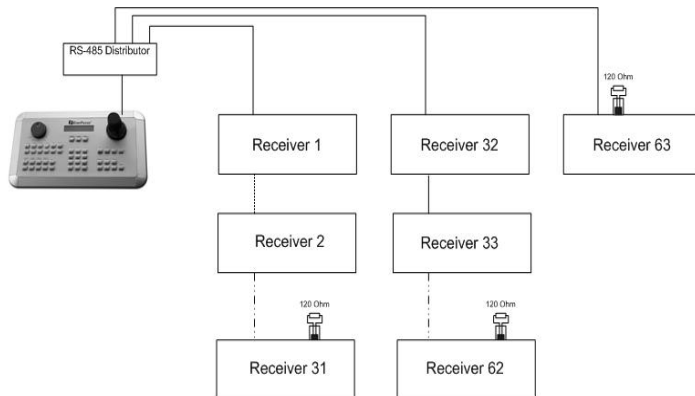 RS-485 Distributor
120 Ohm
Receiver 1
Receiver 32
Receiver 63
Receiver 2
Receiver 33
120 Ohm
120 Ohm
Receiver 31
Receiver 62